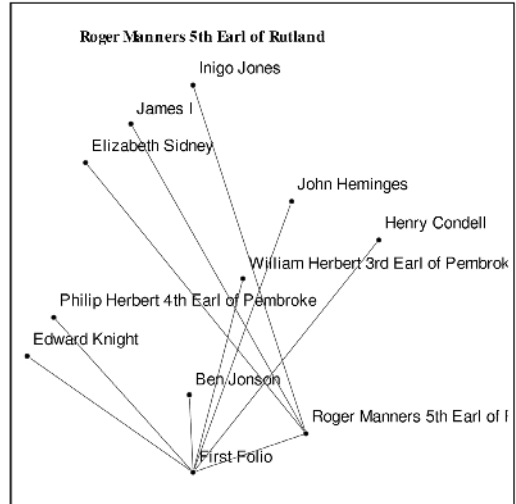 Roger Manners 5th Earl of Rutland
Inigo Jones
James I
Elizabeth Sidney
John Heminges
Henry Condell
William Herbert 3rd Earl of Pembrok
Philip Herbert 4th Earl of Pembroke
Edward Knight
Ben Jonson
Roger Manners 5th Earl of
First Folio